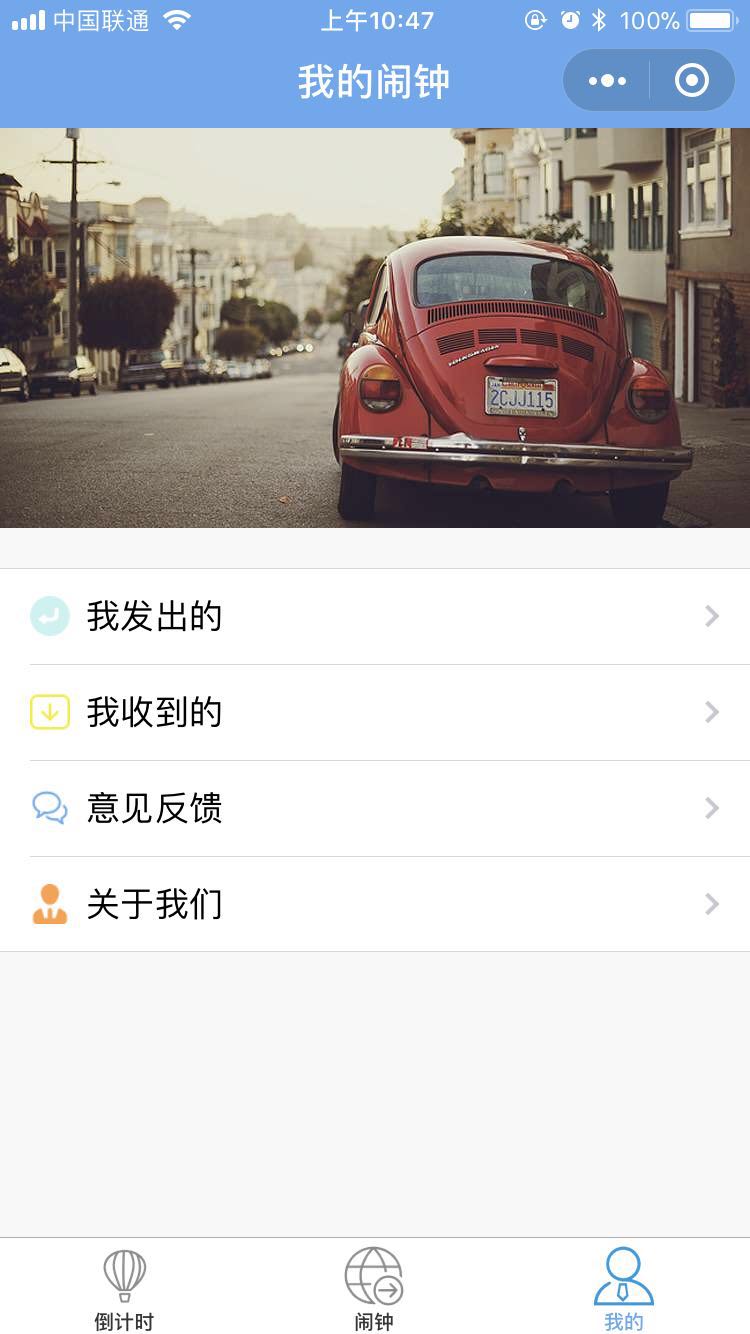 中国联通
上午10:47
100%
我的闹钟
VOLKSWAGEN
2CJJ115
我发出的
我收到的
意见反馈
关于我们
倒计时
闹钟
我的